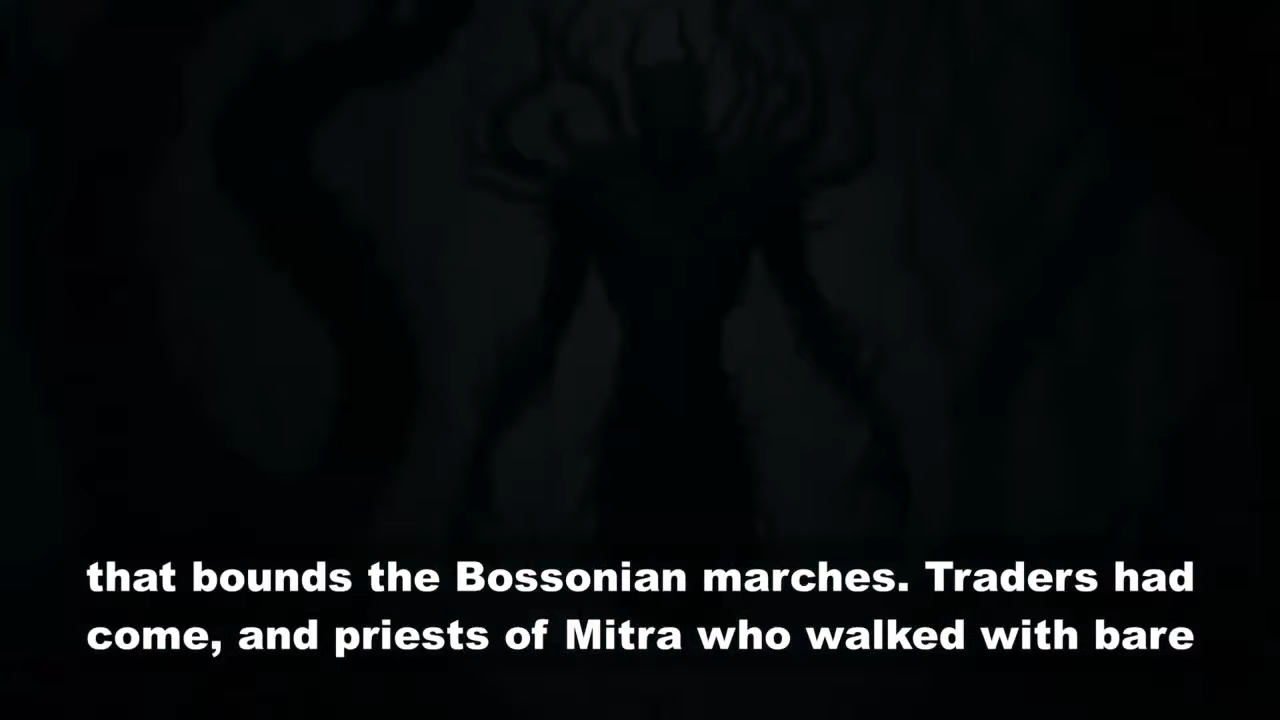 that bounds the Bossonian marches. Traders had
come, and priests of Mitra who walked with bare